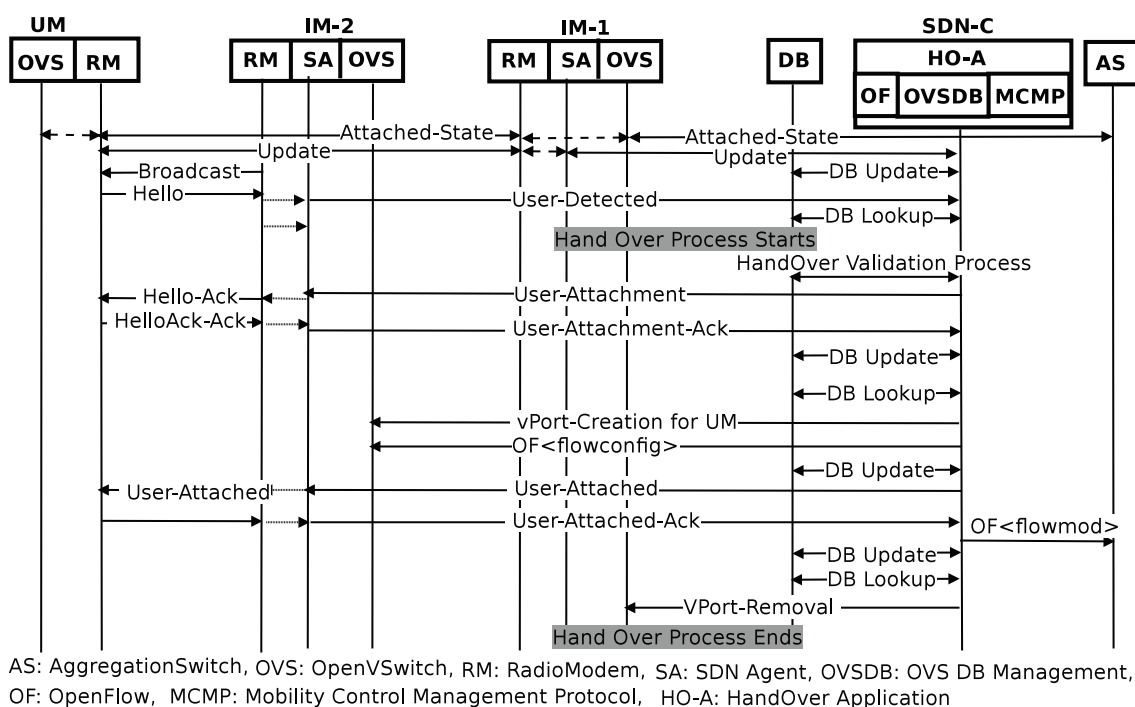 UM
IM-2
IM-1
SDN-C
OVS RM
RM SA OVS
RM SA OVS
DB
HO-A
AS
OF OVSDB MCMP
Attached-State
Attached-State
Update
Update
Broadcast
DB Update
Hello
User-Detected
DB Lookup
Hand Over Process Starts
HandOver Validation Process
Hello-Ack
User-Attachment
HelloAck-Ack
User-Attachment-Ack
DB Update
DB Lookup
vPort-Creation for UM
OF<flowconfig>
DB Update
User-Attached
User-Attached
User-Attached-Ack
OF<flowmod>
DB Update
DB Lookup
VPort-Removal
Hand Over Process Ends
AS: AggregationSwitch, OVS: OpenVSwitch, RM: RadioModem, SA: SDN Agent, OVSDB: OVS DB Management,
OF: OpenFlow, MCMP: Mobility Control Management Protocol, HO-A: HandOver Application